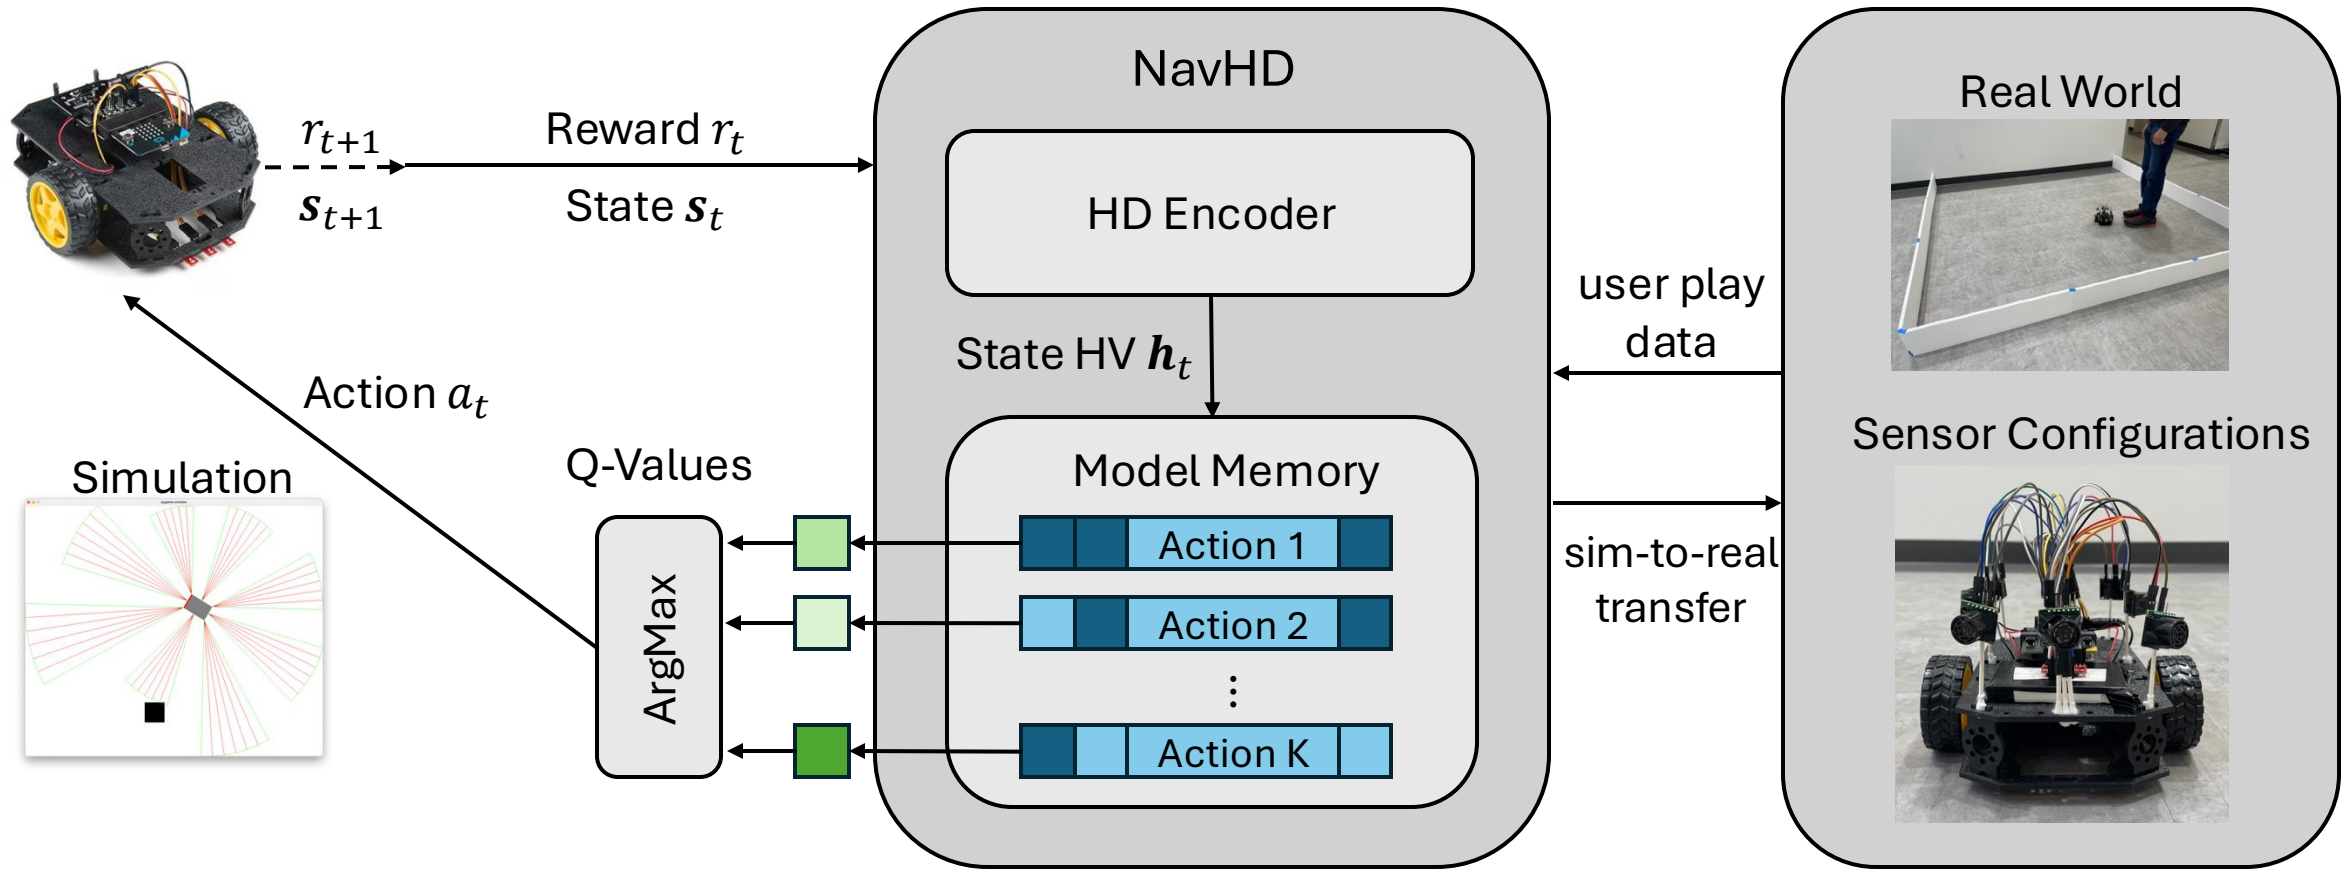 NavHD
Real World
r_{t+1}
Reward r_t
s_{t+1}
State s_t
HD Encoder
user play
data
State HV h_t
Action a_t
Sensor Configurations
Simulation
Q-Values
Model Memory
Action 1
sim-to-real
transfer
Action 2
ArgMax
⋮
Action K